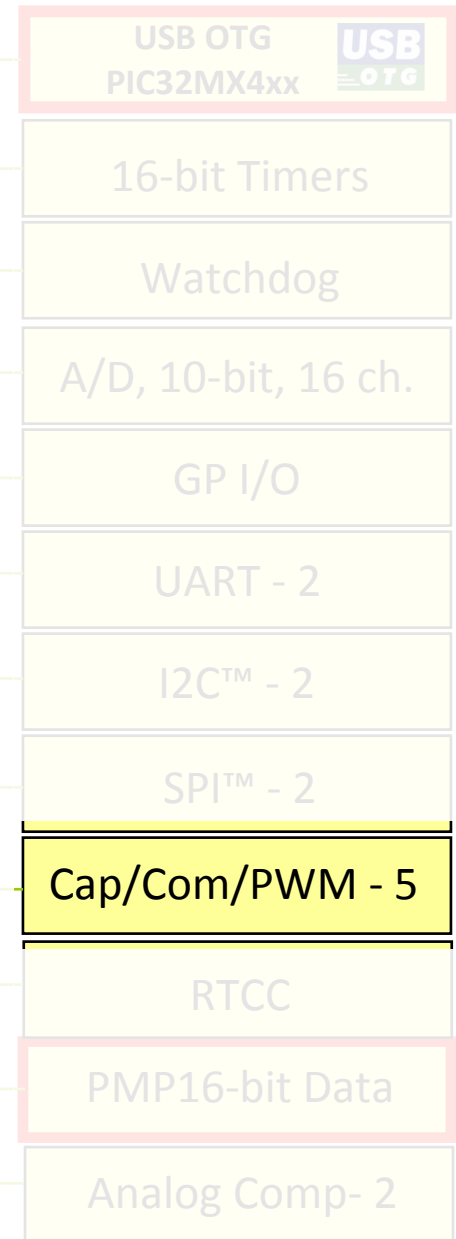 USB OTG
PIC32MX4xx
USB
OTG
16-bit Timers
Watchdog
A/D, 10-bit, 16 ch.
GP I/O
UART - 2
I2C™ - 2
SPI™ - 2
Cap/Com/PWM - 5
RTCC
PMP16-bit Data
Analog Comp- 2